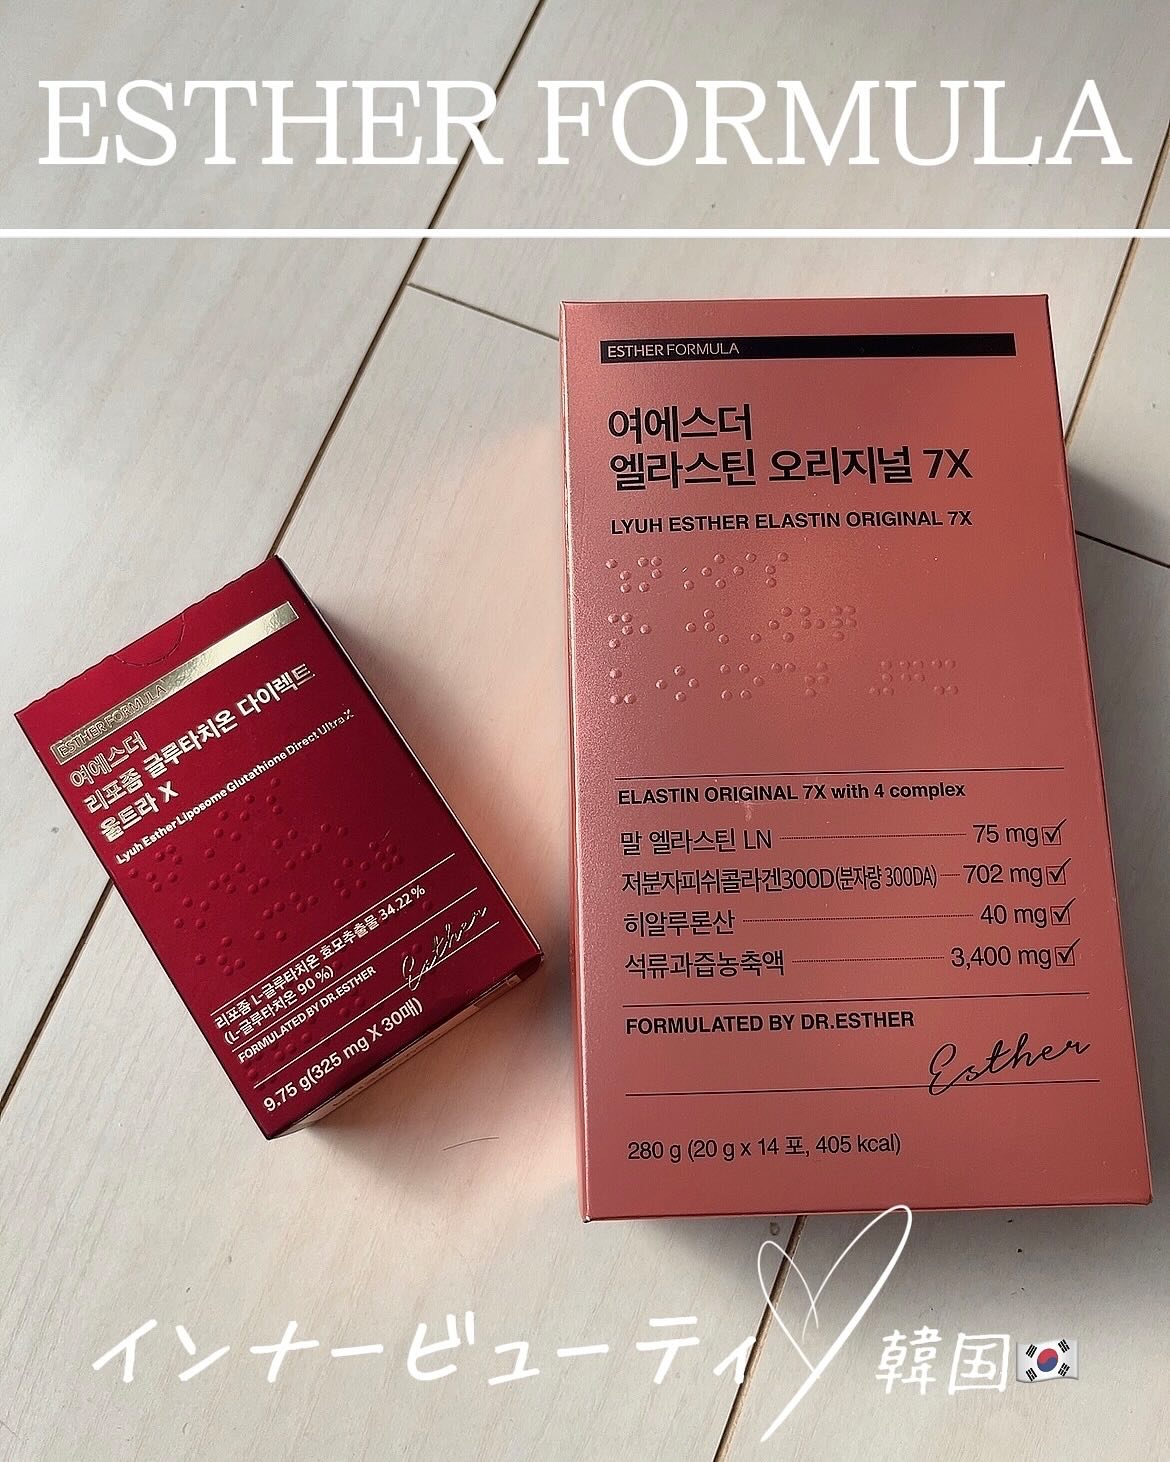 ESTHER FORMULA
ESTHER FORMULA
여에스더
엘라스틴 오리지널 7X
LYUH ESTHER ELASTIN ORIGINAL 7X
ELASTIN ORIGINAL 7X with 4 complex
말 엘라스틴 LN 75 mg
저분자피쉬콜라겐300D(분자량 300DA) 702 mg
히알루론산 40 mg
석류과즙농축액 3,400 mg
FORMULATED BY DR.ESTHER
Esther
280 g (20 g x 14 포, 405 kcal)
ESTHER FORMULA
여에스더
리포좀 글루타치온 다이렉트
울트라 X
Lyuh Esther Liposome Glutathione Direct Ultra X
리포좀 L-글루타치온 효모추출물 34.22 %
(L-글루타치온 90 %)
FORMULATED BY DR.ESTHER
Esther
9.75 g(325 mg X 30매)
インナービューティ 韓国🇰🇷